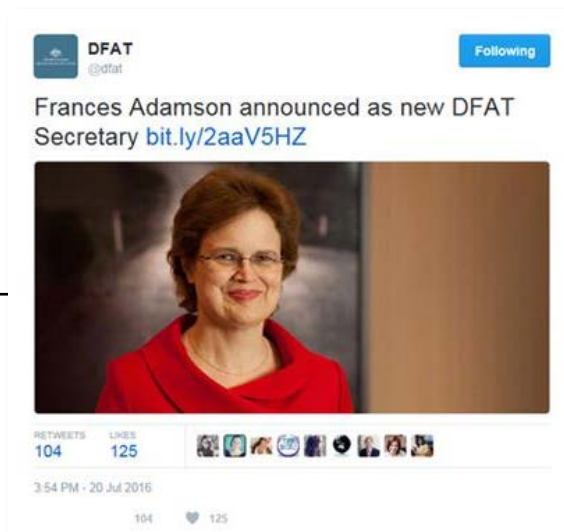 DFAT
@dfat
Following
Frances Adamson announced as new DFAT
Secretary bit.ly/2aaV5HZ
RETWEETS LIKES
104 125
3:54 PM - 20 Jul 2016
104 125